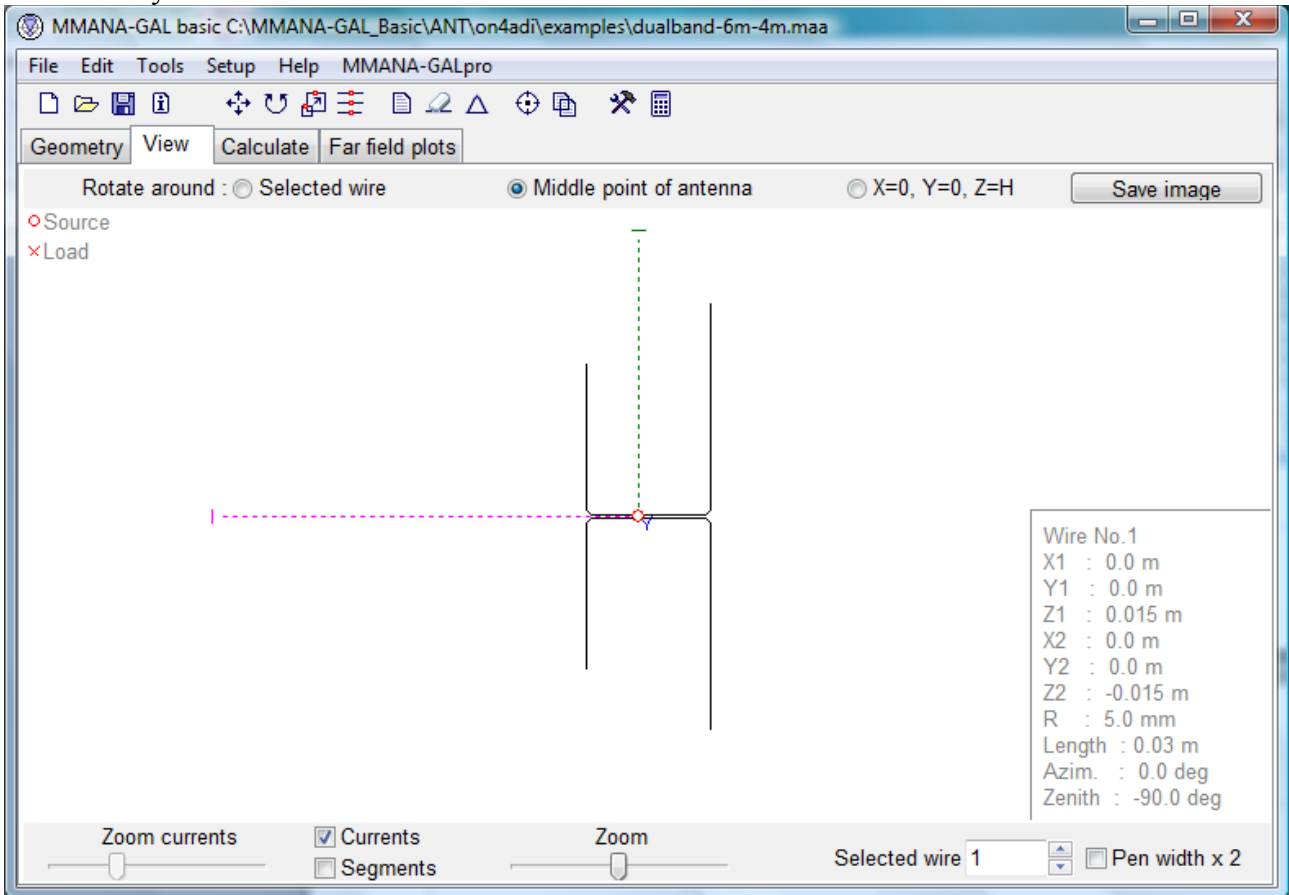 MMANA-GAL basic C:\MMANA-GAL_Basic\ANT\on4adi\examples\dualband-6m-4m.maa
File Edit Tools Setup Help MMANA-GALpro
Geometry View Calculate Far field plots
Rotate around : Selected wire Middle point of antenna X=0, Y=0, Z=H Save image
Source
Load
Y
Wire No.1
X1 : 0.0 m
Y1 : 0.0 m
Z1 : 0.015 m
X2 : 0.0 m
Y2 : 0.0 m
Z2 : -0.015 m
R : 5.0 mm
Length : 0.03 m
Azim. : 0.0 deg
Zenith : -90.0 deg
Zoom currents Currents Zoom
Segments
Selected wire 1 Pen width x 2